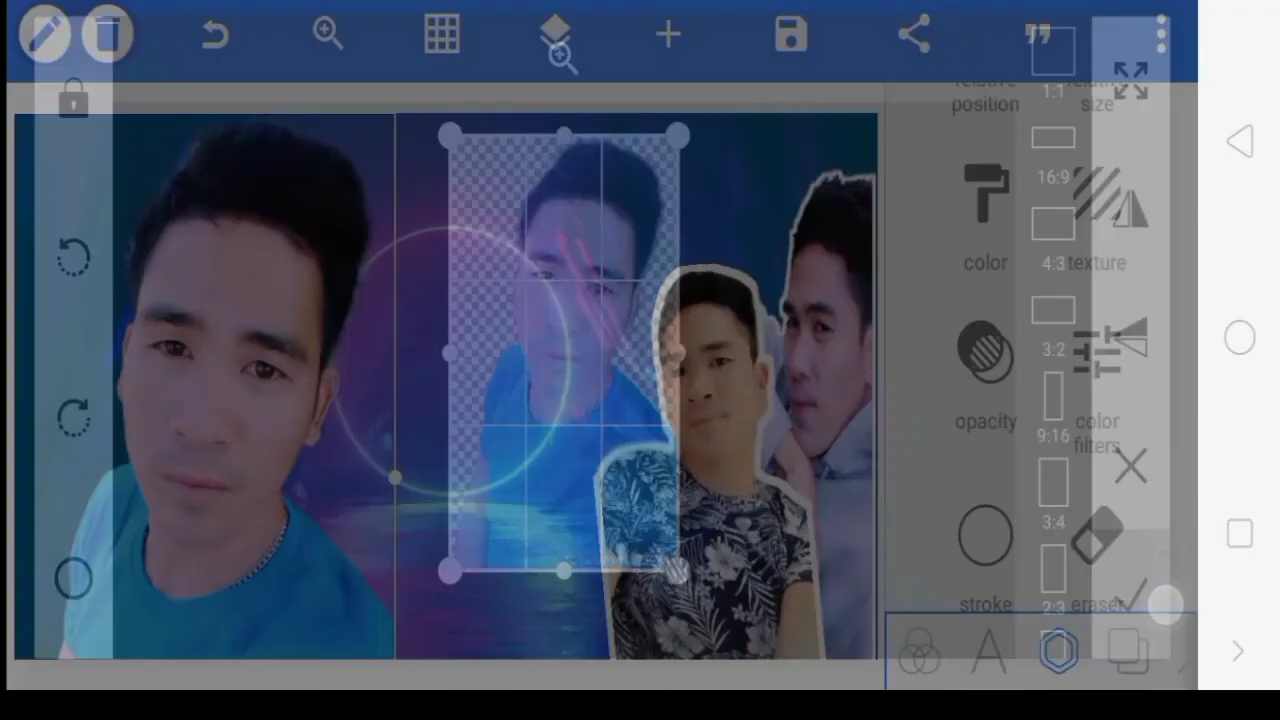 relative
position
relative
size
1:1
16:9
color
4:3
texture
3:2
opacity
9:16
color
filters
3:4
stroke
2:3
eraser
A